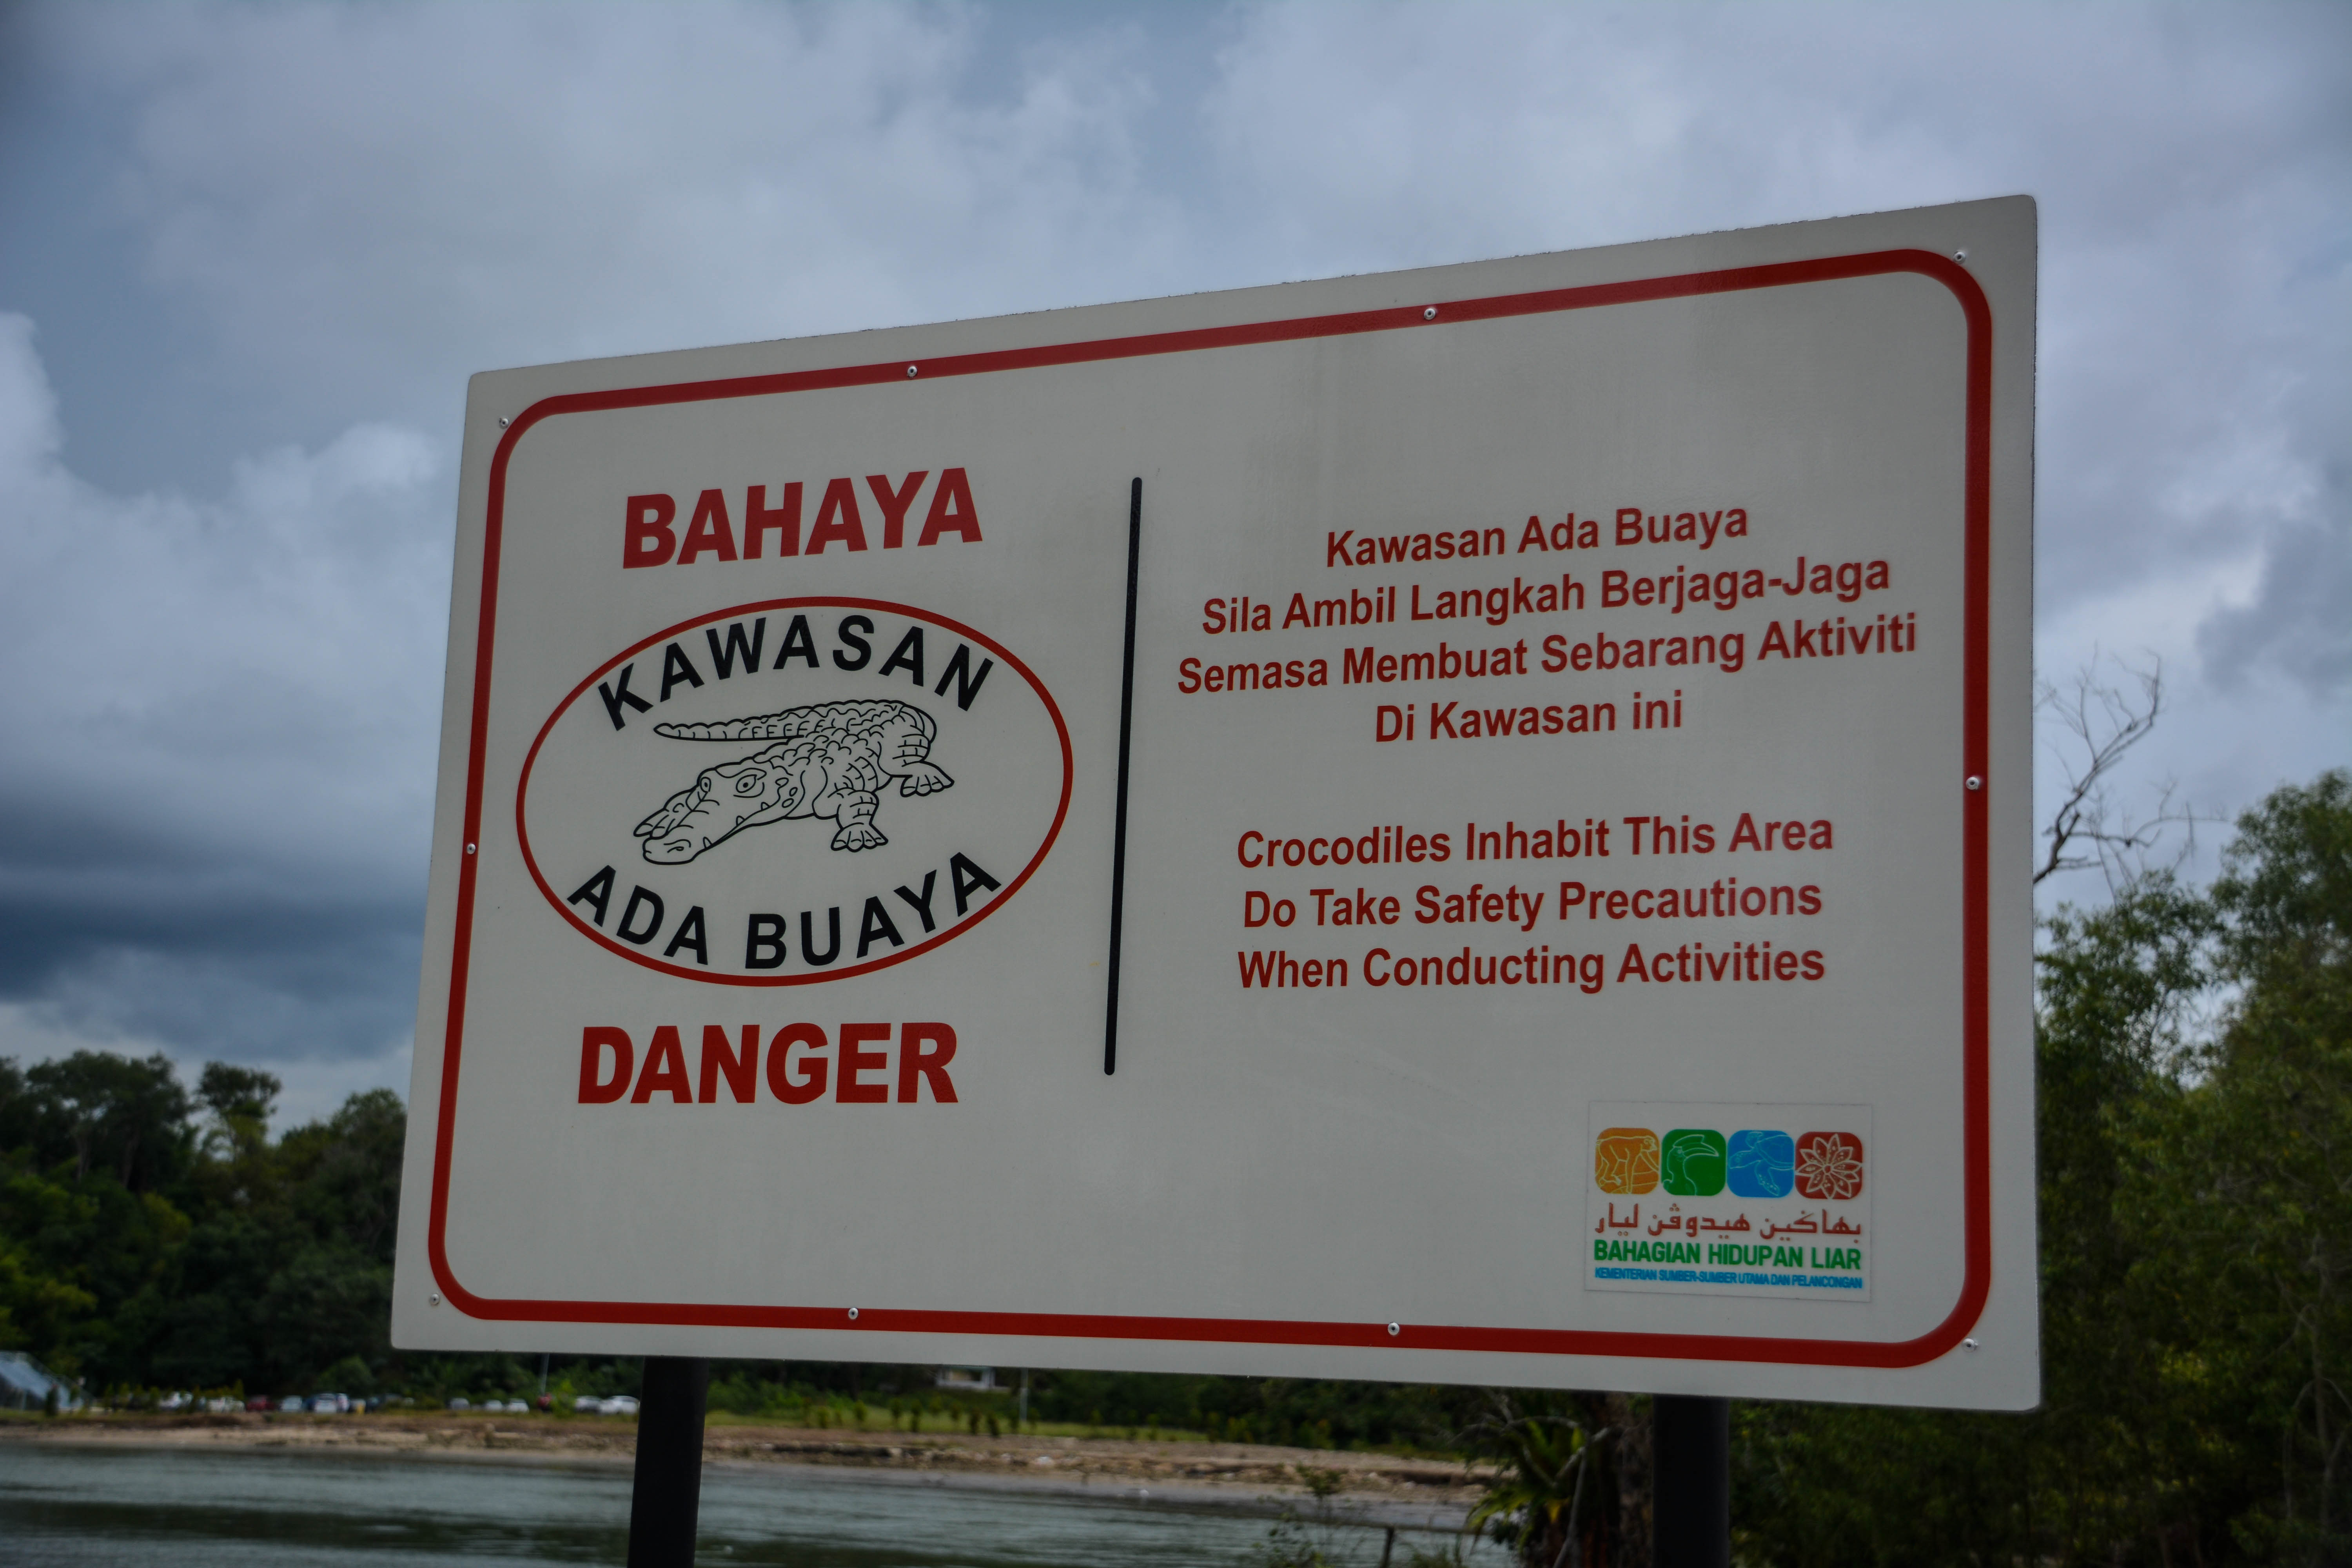 BAHAYA
KAWASAN
ADA BUAYA
DANGER
Kawasan Ada Buaya
Sila Ambil Langkah Berjaga-Jaga
Semasa Membuat Sebarang Aktiviti
Di Kawasan ini
Crocodiles Inhabit This Area
Do Take Safety Precautions
When Conducting Activities
بهاݢين هيدوڤن ليار
BAHAGIAN HIDUPAN LIAR
KEMENTERIAN SUMBER-SUMBER UTAMA DAN PELANCONGAN